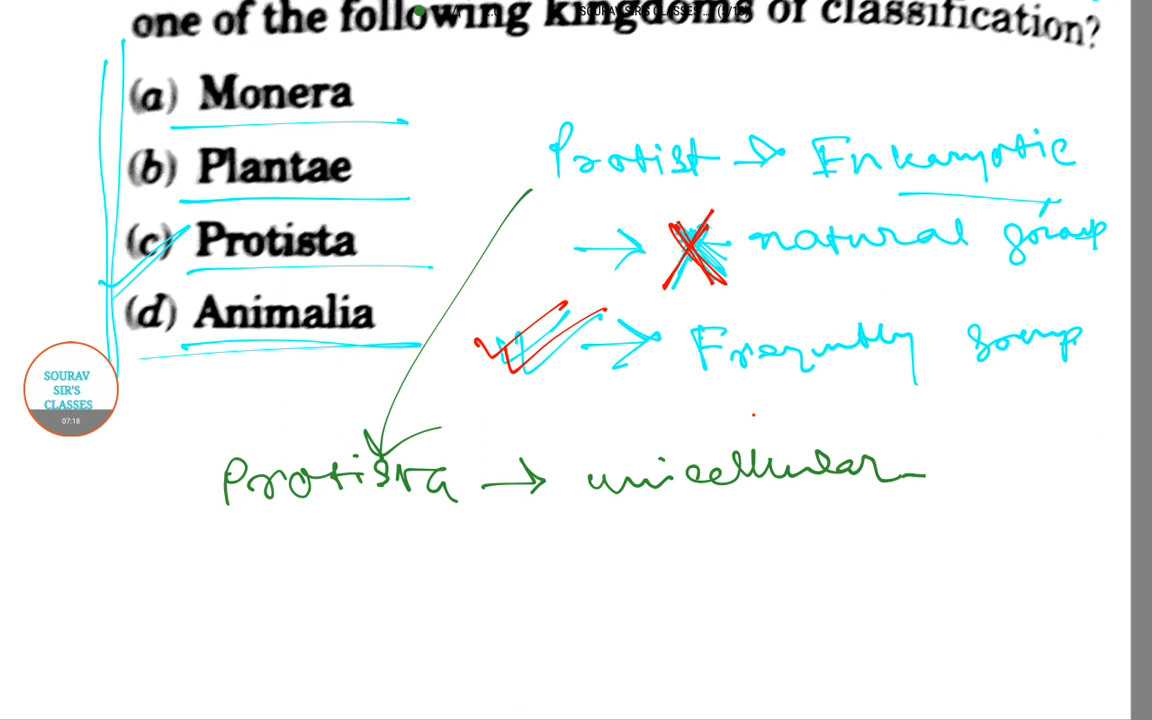 one of the following kingdoms of classification?
(a) Monera
(b) Plantae
(c) Protista
(d) Animalia
Protist → Eukaryotic
→ natural group
→ Frequntly group
Protista → unicellular
SOURAV
SIR'S
CLASSES
07:18